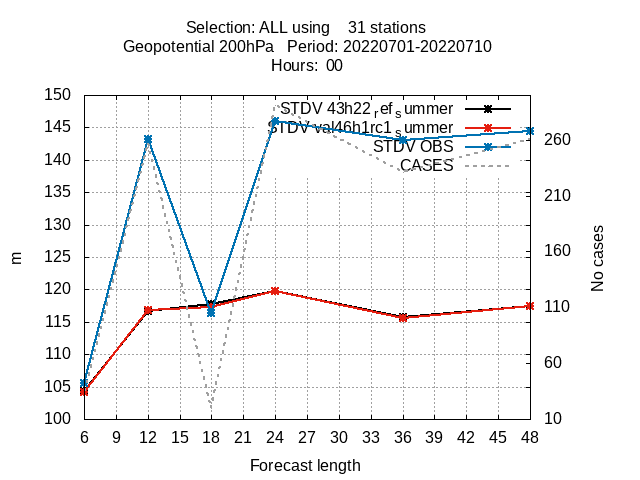 Selection: ALL using 31 stations
Geopotential 200hPa Period: 20220701-20220710
Hours: 00
STDV 43h22ᵣef_summer
STDV val46h1rc1_summer
STDV OBS
CASES
150
145
140
135
130
125
120
115
110
105
100
m
260
210
160
110
60
10
No cases
6 9 12 15 18 21 24 27 30 33 36 39 42 45 48
Forecast length